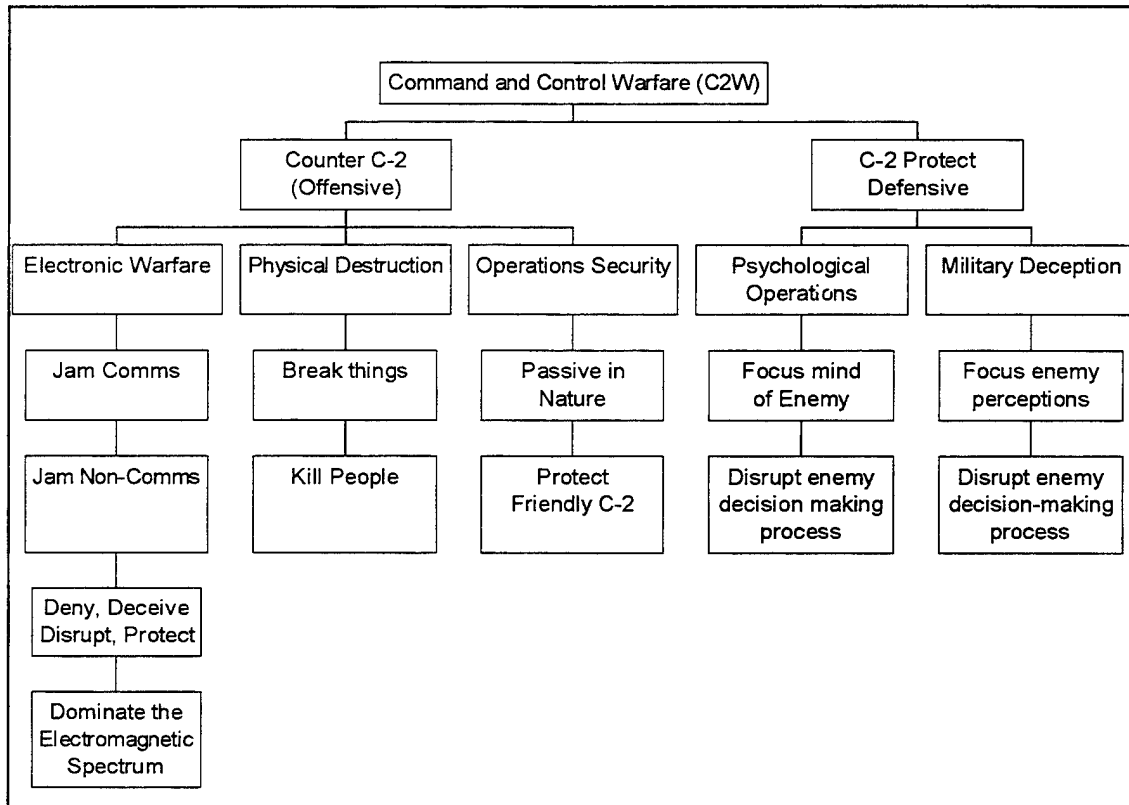 Command and Control Warfare (C2W)
Counter C-2
(Offensive)
C-2 Protect
Defensive
Electronic Warfare
Physical Destruction
Operations Security
Psychological
Operations
Military Deception
Jam Comms
Break things
Passive in
Nature
Focus mind
of Enemy
Focus enemy
perceptions
Jam Non-Comms
Kill People
Protect
Friendly C-2
Disrupt enemy
decision making
process
Disrupt enemy
decision-making
process
Deny, Deceive
Disrupt, Protect
Dominate the
Electromagnetic
Spectrum